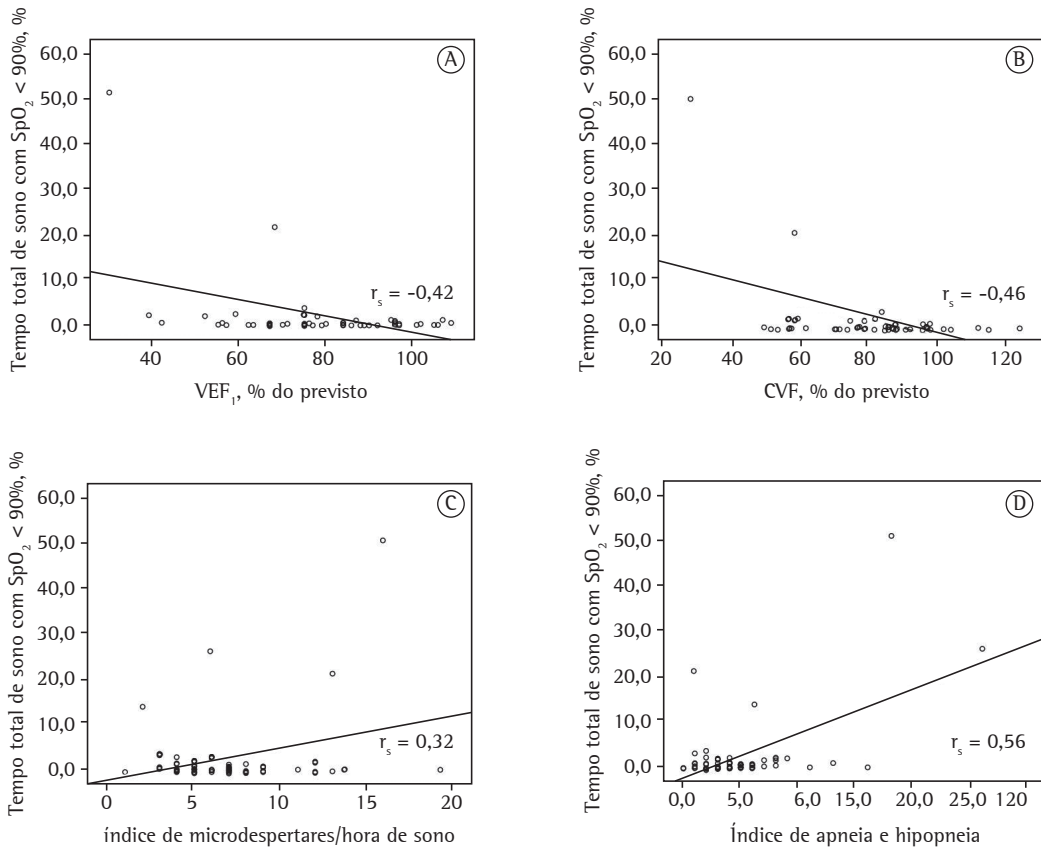 Tempo total de sono com SpO₂ < 90%, %
60,0
50,0
40,0
30,0
20,0
10,0
0,0
A
rₛ = -0,42
40 60 80 100
VEF₁, % do previsto
Tempo total de sono com SpO₂ < 90%, %
60,0
50,0
40,0
30,0
20,0
10,0
0,0
B
rₛ = -0,46
20 40 60 80 100 120
CVF, % do previsto
Tempo total de sono com SpO₂ < 90%, %
60,0
50,0
40,0
30,0
20,0
10,0
0,0
C
rₛ = 0,32
0 5 10 15 20
índice de microdespertares/hora de sono
Tempo total de sono com SpO₂ < 90%, %
60,0
50,0
40,0
30,0
20,0
10,0
0,0
D
rₛ = 0,56
0,0 5,0 6,0 15,0 20,0 25,0 120
Índice de apneia e hipopneia